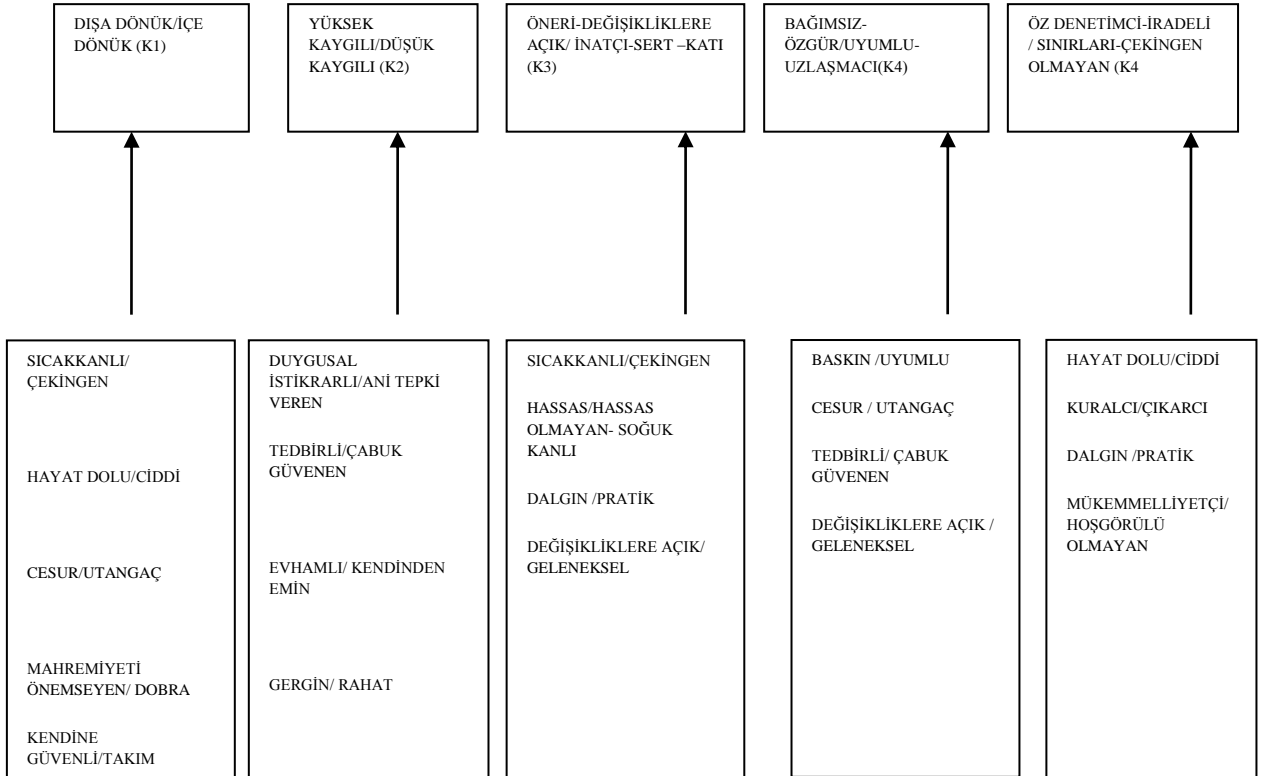 DIŞA DÖNÜK/İÇE
DÖNÜK (K1)
YÜKSEK
KAYGILI/DÜŞÜK
KAYGILI (K2)
ÖNERİ-DEĞİŞİKLİKLERE
AÇIK/ İNATÇI-SERT –KATI
(K3)
BAĞIMSIZ-
ÖZGÜR/UYUMLU-
UZLAŞMACI(K4)
ÖZ DENETİMCİ-İRADELİ
/ SINIRLARI-ÇEKİNGEN
OLMAYAN (K4
SICAKKANLI/
ÇEKİNGEN
HAYAT DOLU/CİDDİ
CESUR/UTANGAÇ
MAHREMİYETİ
ÖNEMSEYEN/ DOBRA
KENDİNE
GÜVENLİ/TAKIM
DUYGUSAL
İSTİKRARLI/ANİ TEPKİ
VEREN
TEDBİRLİ/ÇABUK
GÜVENEN
EVHAMLI/ KENDİNDEN
EMİN
GERGİN/ RAHAT
SICAKKANLI/ÇEKİNGEN
HASSAS/HASSAS
OLMAYAN- SOĞUK
KANLI
DALGIN /PRATİK
DEĞİŞİKLİKLERE AÇIK/
GELENEKSEL
BASKIN /UYUMLU
CESUR / UTANGAÇ
TEDBİRLİ/ ÇABUK
GÜVENEN
DEĞİŞİKLİKLERE AÇIK /
GELENEKSEL
HAYAT DOLU/CİDDİ
KURALCI/ÇIKARCI
DALGIN /PRATİK
MÜKEMMELLİYETÇİ/
HOŞGÖRÜLÜ
OLMAYAN